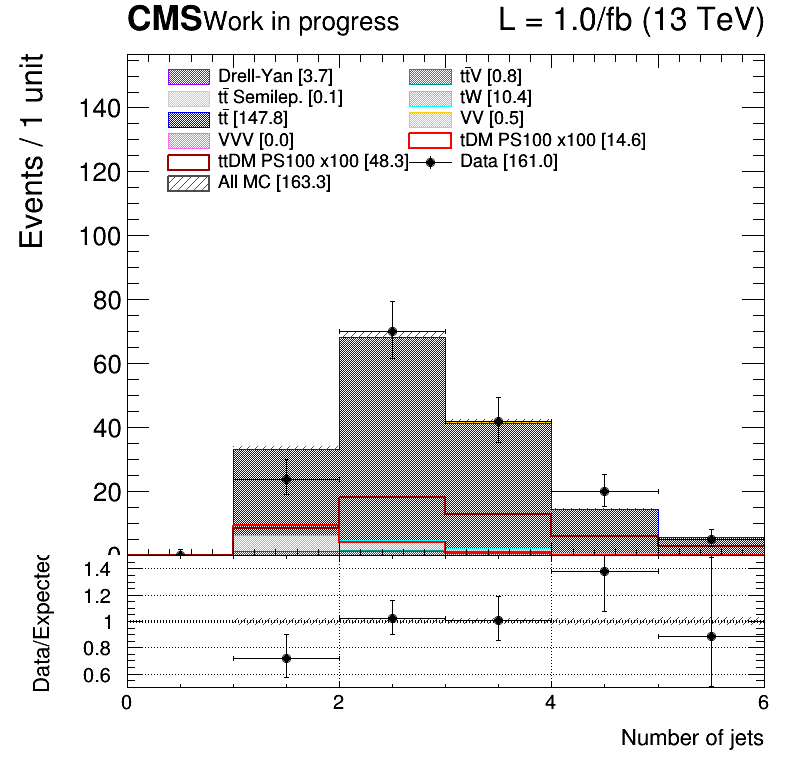 CMS Work in progress L = 1.0/fb (13 TeV)
Drell-Yan [3.7] tt̄V [0.8]
tt̄ Semilep. [0.1] tW [10.4]
tt̄ [147.8] VV [0.5]
VVV [0.0] tDM PS100 x100 [14.6]
ttDM PS100 x100 [48.3] Data [161.0]
All MC [163.3]
Events / 1 unit
140
120
100
80
60
40
20
0
Data/Expected
1.4
1.2
1
0.8
0.6
0 2 4 6
Number of jets